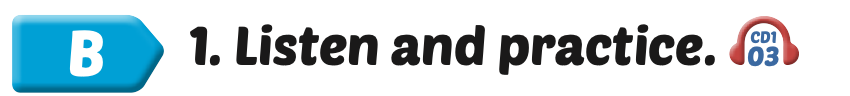 B 1. Listen and practice. CD1 03